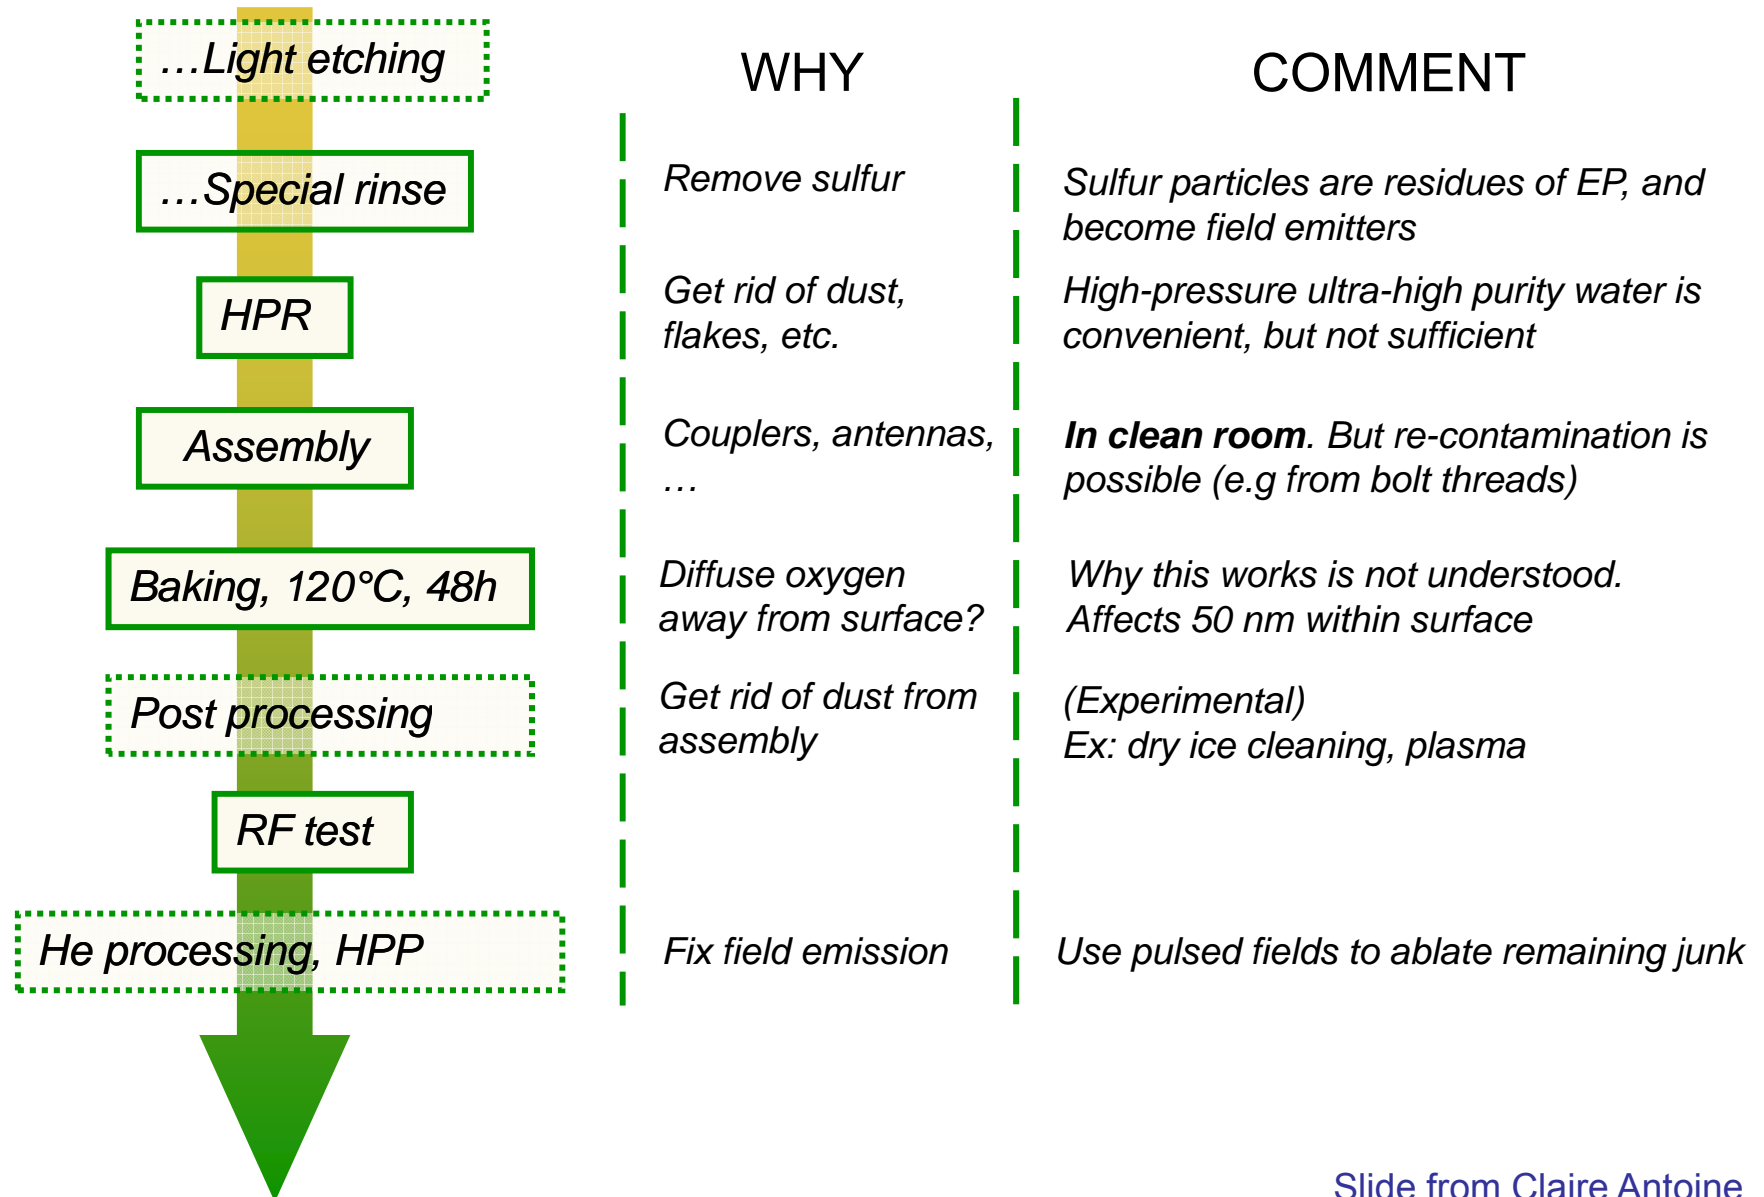 …Light etching
WHY
COMMENT
…Special rinse
Remove sulfur
Sulfur particles are residues of EP, and
become field emitters
HPR
Get rid of dust,
flakes, etc.
High-pressure ultra-high purity water is
convenient, but not sufficient
Assembly
Couplers, antennas,
…
In clean room. But re-contamination is
possible (e.g from bolt threads)
Baking, 120°C, 48h
Diffuse oxygen
away from surface?
Why this works is not understood.
Affects 50 nm within surface
Post processing
Get rid of dust from
assembly
(Experimental)
Ex: dry ice cleaning, plasma
RF test
He processing, HPP
Fix field emission
Use pulsed fields to ablate remaining junk
Slide from Claire Antoine